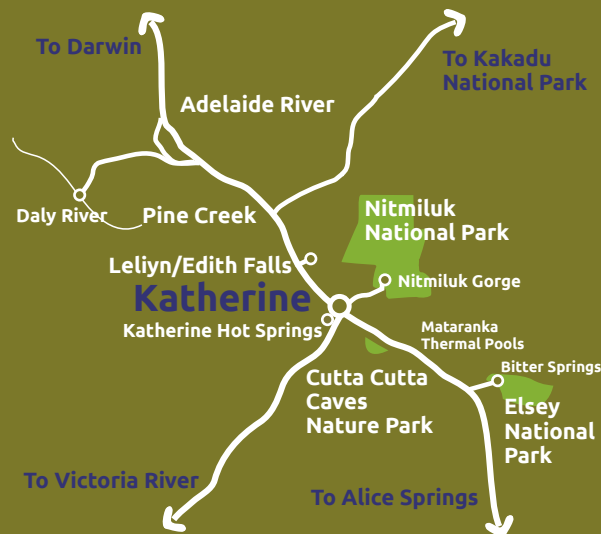 To Darwin
To Kakadu
National Park
Adelaide River
Daly River
Pine Creek
Nitmiluk
National Park
Leliyn/Edith Falls
Nitmiluk Gorge
Katherine
Katherine Hot Springs
Mataranka
Thermal Pools
Bitter Springs
Cutta Cutta
Caves
Nature Park
Elsey
National
Park
To Victoria River
To Alice Springs